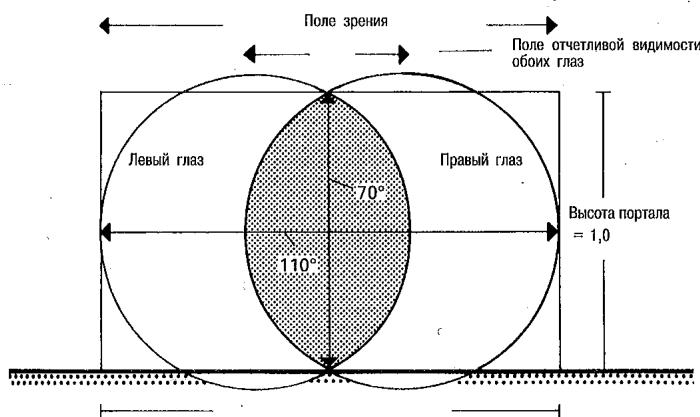 Поле зрения
Поле отчетливой видимости
обоих глаз
Левый глаз
Правый глаз
70°
Высота портала
= 1,0
110°